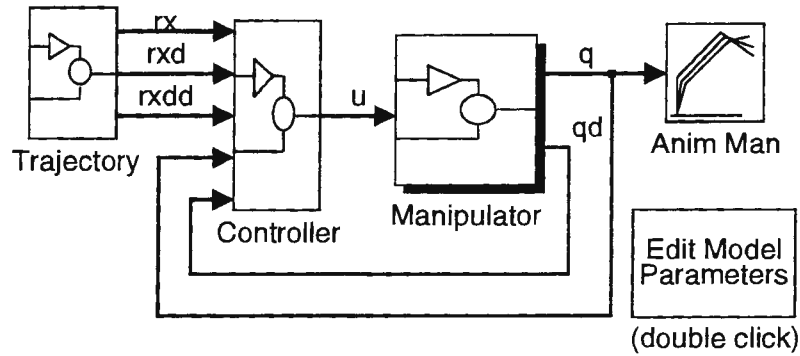 rx
rxd
rxdd
Trajectory
Controller
u
Manipulator
q
qd
Anim Man
Edit Model
Parameters
(double click)